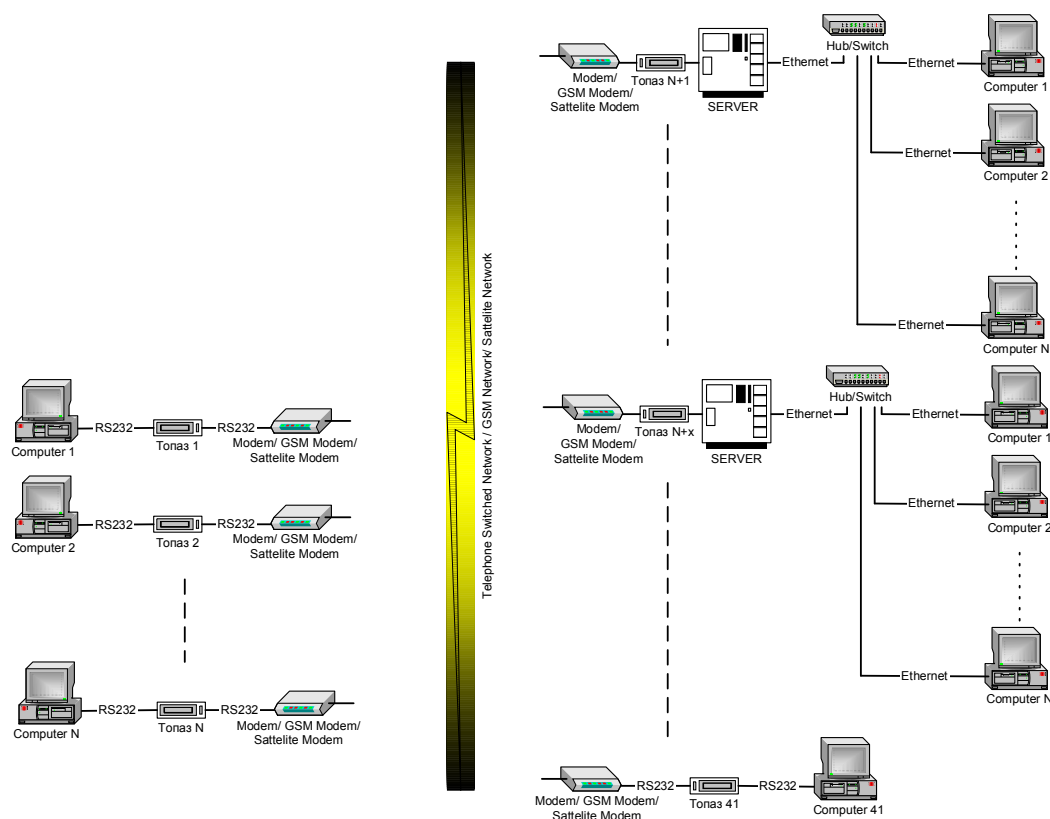 Hub/Switch
Ethernet
Ethernet
Modem/
GSM Modem/
Sattelite Modem
Топаз N+1
SERVER
Computer 1
Ethernet
Computer 2
Ethernet
Computer N
Telephone Switched Network / GSM Network/ Sattelite Network
Hub/Switch
Ethernet
Ethernet
Modem/
GSM Modem/
Sattelite Modem
Топаз N+x
SERVER
Computer 1
Ethernet
Computer 2
Ethernet
Computer N
RS232
RS232
Computer 1
Топаз 1
Modem/ GSM Modem/
Sattelite Modem
RS232
RS232
Computer 2
Топаз 2
Modem/ GSM Modem/
Sattelite Modem
RS232
RS232
Computer N
Топаз N
Modem/ GSM Modem/
Sattelite Modem
RS232
RS232
Modem/ GSM Modem/
Sattelite Modem
Топаз 41
Computer 41